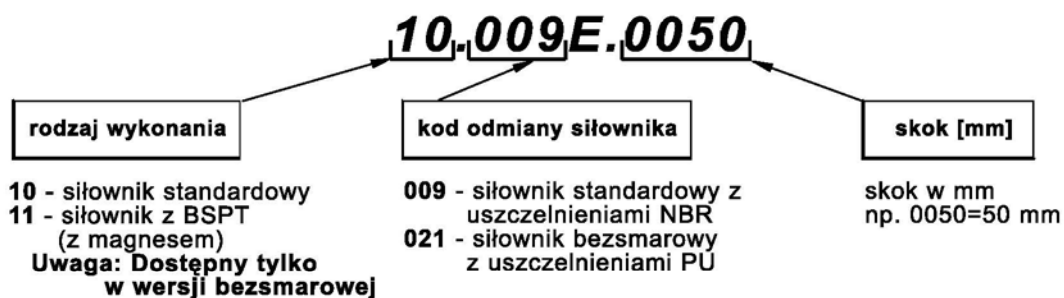 10.009E.0050
rodzaj wykonania
kod odmiany siłownika
skok [mm]
10 - siłownik standardowy
11 - siłownik z BSPT
(z magnesem)
Uwaga: Dostępny tylko
w wersji bezsmarowej
009 - siłownik standardowy z
uszczelnieniami NBR
021 - siłownik bezsmarowy
z uszczelnieniami PU
skok w mm
np. 0050=50 mm